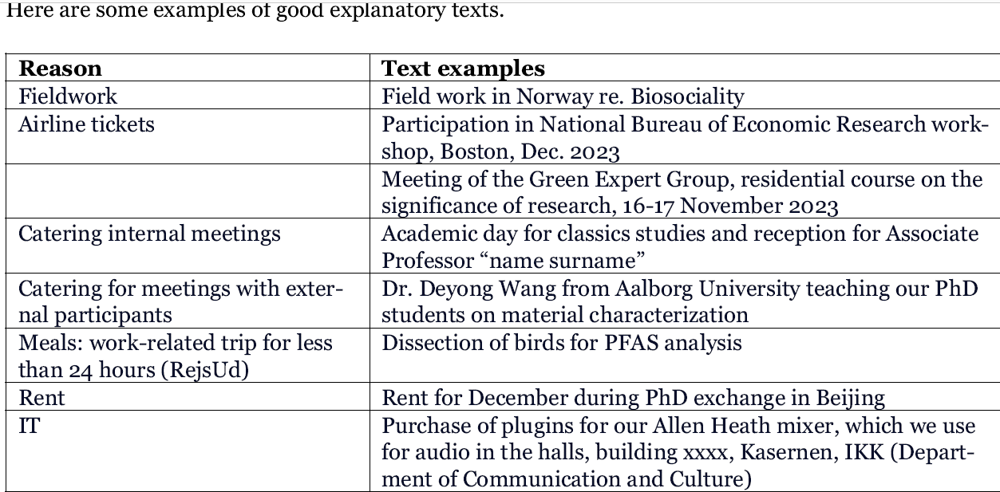 Here are some examples of good explanatory texts.
Reason Text examples
Fieldwork Field work in Norway re. Biosociality
Airline tickets Participation in National Bureau of Economic Research work-
shop, Boston, Dec. 2023
Meeting of the Green Expert Group, residential course on the
significance of research, 16-17 November 2023
Catering internal meetings Academic day for classics studies and reception for Associate
Professor “name surname”
Catering for meetings with exter- Dr. Deyong Wang from Aalborg University teaching our PhD
nal participants students on material characterization
Meals: work-related trip for less Dissection of birds for PFAS analysis
than 24 hours (RejsUd)
Rent Rent for December during PhD exchange in Beijing
IT Purchase of plugins for our Allen Heath mixer, which we use
for audio in the halls, building xxxx, Kasernen, IKK (Depart-
ment of Communication and Culture)